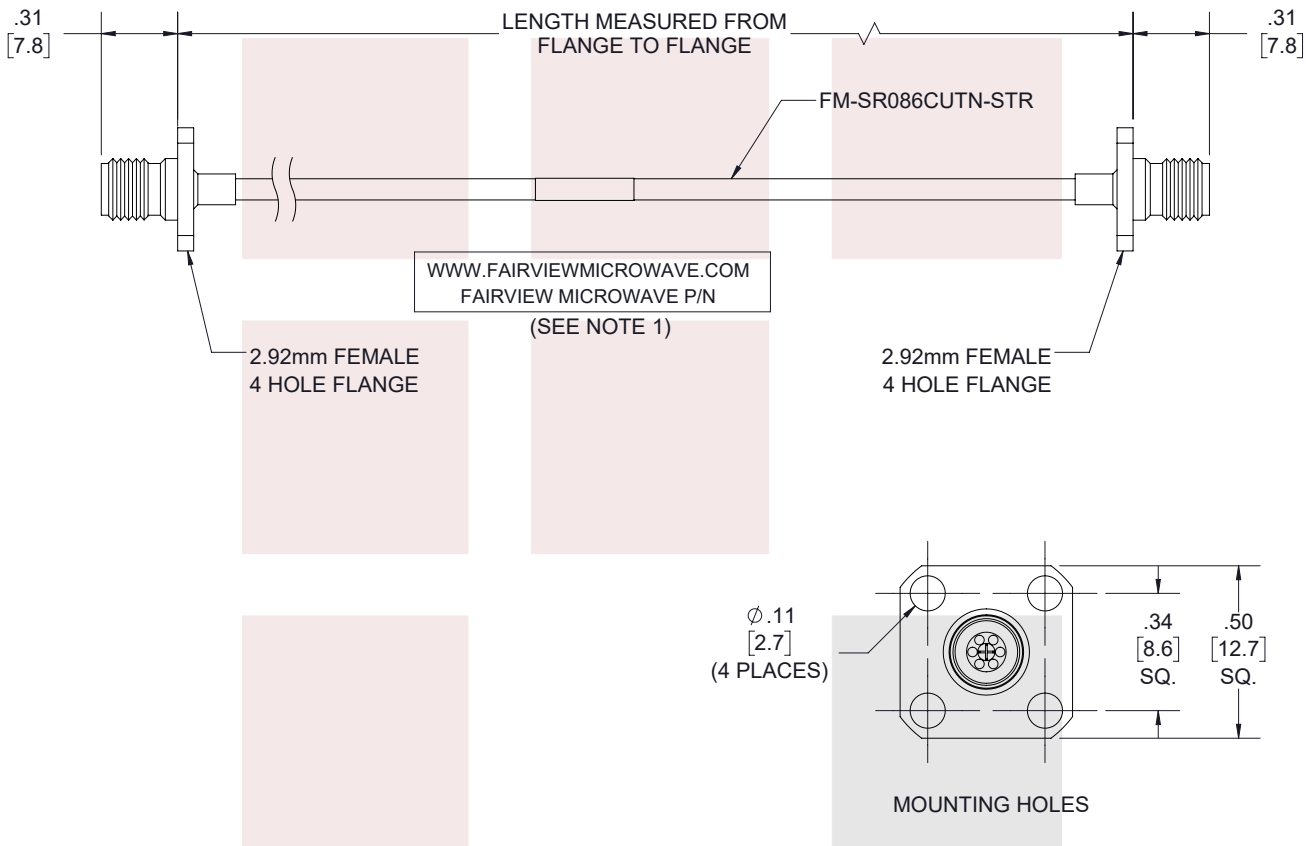 .31
[7.8]
LENGTH MEASURED FROM
FLANGE TO FLANGE
.31
[7.8]
FM-SR086CUTN-STR
WWW.FAIRVIEWMICROWAVE.COM
FAIRVIEW MICROWAVE P/N
(SEE NOTE 1)
2.92mm FEMALE
4 HOLE FLANGE
2.92mm FEMALE
4 HOLE FLANGE
∅.11
[2.7]
(4 PLACES)
.34
[8.6]
SQ.
.50
[12.7]
SQ.
MOUNTING HOLES